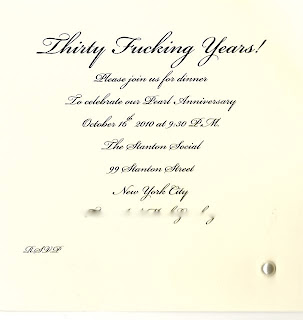 Thirty Fucking Years!
Please join us for dinner
To celebrate our Pearl Anniversary
October 16th 2010 at 9:30 P.M.
The Stanton Social
99 Stanton Street
New York City
RSVP